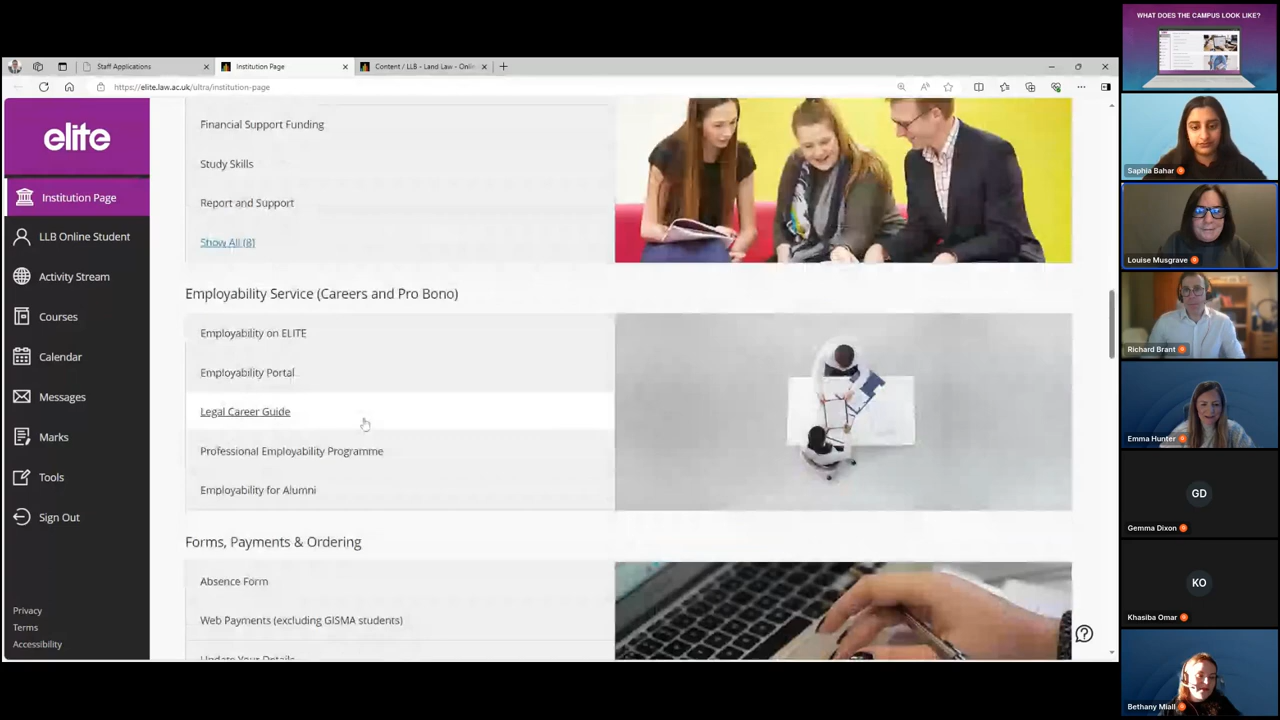 Staff Applications
Institution Page
Content / LLB - Land Law - Onli
https://elite.law.ac.uk/ultra/institution-page
elite
Institution Page
LLB Online Student
Activity Stream
Courses
Calendar
Messages
Marks
Tools
Sign Out
Privacy
Terms
Accessibility
Financial Support Funding
Study Skills
Report and Support
Show All (8)
Employability Service (Careers and Pro Bono)
Employability on ELITE
Employability Portal
Legal Career Guide
Professional Employability Programme
Employability for Alumni
Forms, Payments & Ordering
Absence Form
Web Payments (excluding GISMA students)
Update Your Details
WHAT DOES THE CAMPUS LOOK LIKE?
Saphia Bahar
Louise Musgrave
Richard Brant
Emma Hunter
GD
Gemma Dixon
KO
Khasiba Omar
Bethany Miall